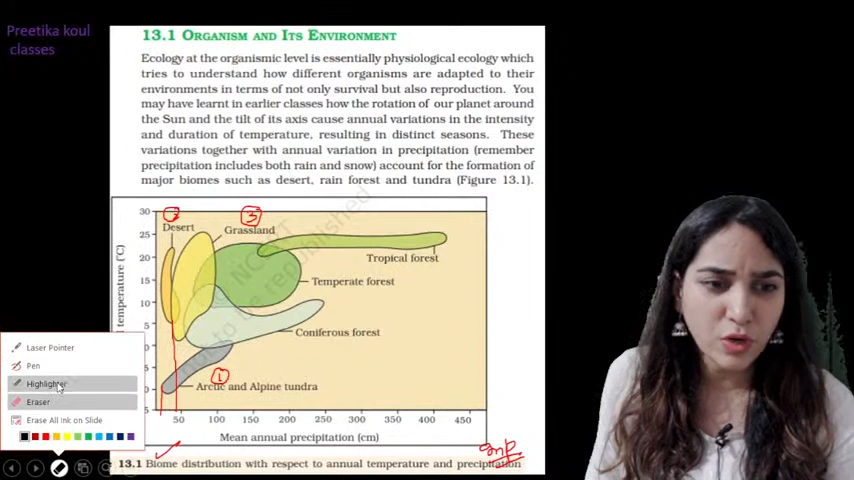 Preetika koul
classes
13.1 ORGANISM AND ITS ENVIRONMENT
Ecology at the organismic level is essentially physiological ecology which
tries to understand how different organisms are adapted to their
environments in terms of not only survival but also reproduction. You
may have learnt in earlier classes how the rotation of our planet around
the Sun and the tilt of its axis cause annual variations in the intensity
and duration of temperature, resulting in distinct seasons. These
variations together with annual variation in precipitation (remember
precipitation includes both rain and snow) account for the formation of
major biomes such as desert, rain forest and tundra (Figure 13.1).
30
2
3
Desert
Grassland
25
20
Tropical forest
15
Temperate forest
10
5
Coniferous forest
temperature (°C)
1
Arctic and Alpine tundra
50 100 150 200 250 300 350 400 450
Mean annual precipitation (cm)
imp
13.1 Biome distribution with respect to annual temperature and precipitation
be republished
Laser Pointer
Pen
Highlighter
Eraser
Erase All Ink on Slide